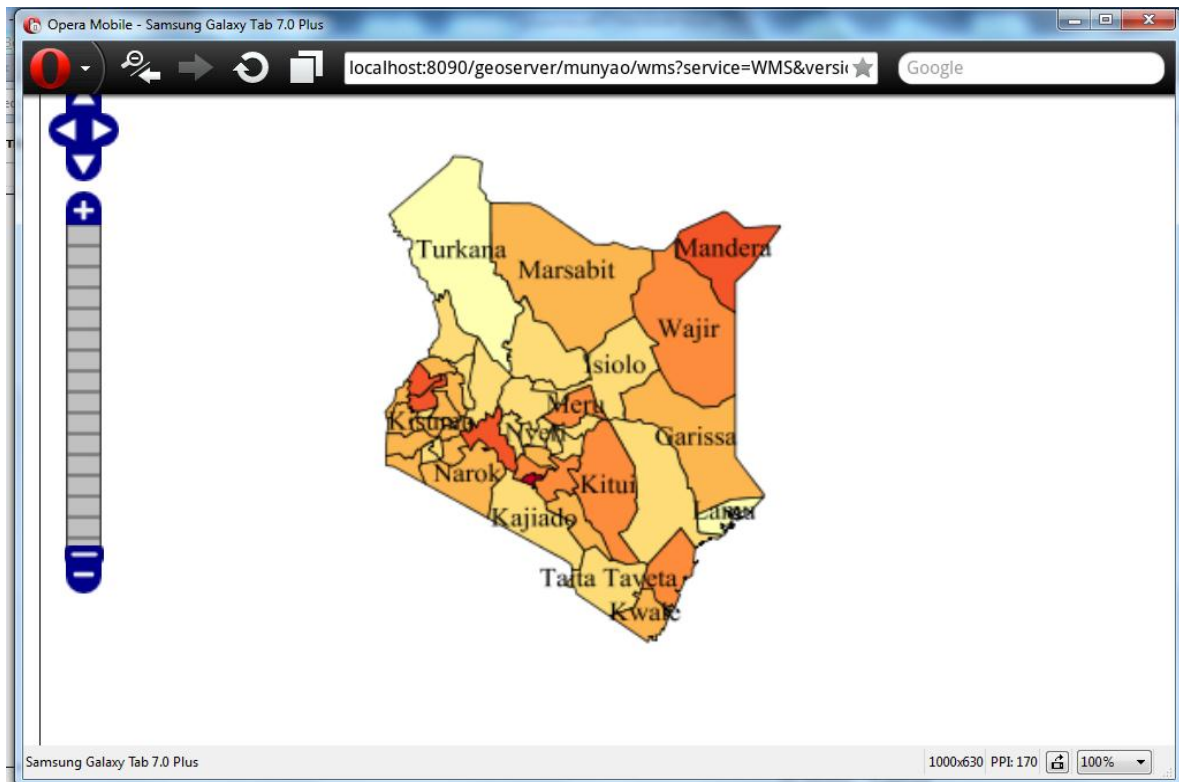 Opera Mobile - Samsung Galaxy Tab 7.0 Plus
localhost:8090/geoserver/munyao/wms?service=WMS&versi
Google
Turkana
Marsabit
Mandera
Wajir
Isiolo
Meru
Kisumu
Nyeri
Garissa
Narok
Kitui
Kajiado
Lamu
Taita Taveta
Kwale
Samsung Galaxy Tab 7.0 Plus
1000x630 PPI: 170
100%